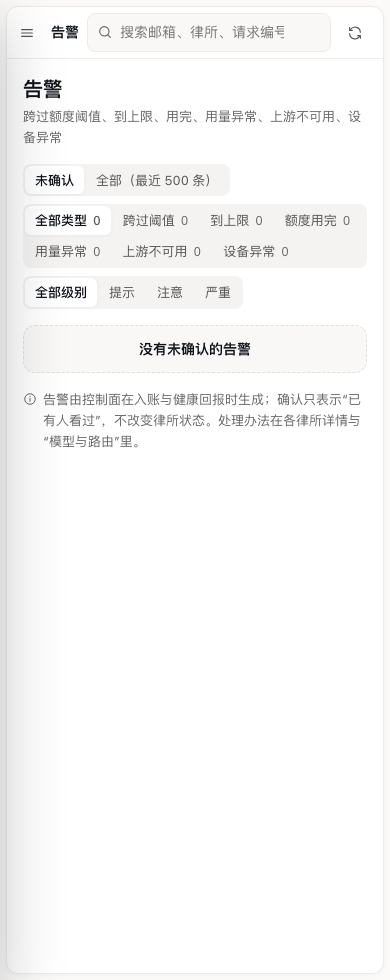 告警
搜索邮箱、律所、请求编号
告警
跨过额度阈值、到上限、用完、用量异常、上游不可用、设
备异常
未确认 全部（最近 500 条）
全部类型 0 跨过阈值 0 到上限 0 额度用完 0
用量异常 0 上游不可用 0 设备异常 0
全部级别 提示 注意 严重
没有未确认的告警
告警由控制面在入账与健康回报时生成；确认只表示“已
有人看过”，不改变律所状态。处理办法在各律所详情与
“模型与路由”里。